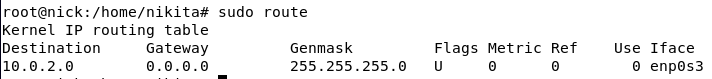 root@nick:/home/nikita# sudo route
Kernel IP routing table
Destination     Gateway         Genmask         Flags Metric Ref    Use Iface
10.0.2.0        0.0.0.0         255.255.255.0   U     0      0        0 enp0s3